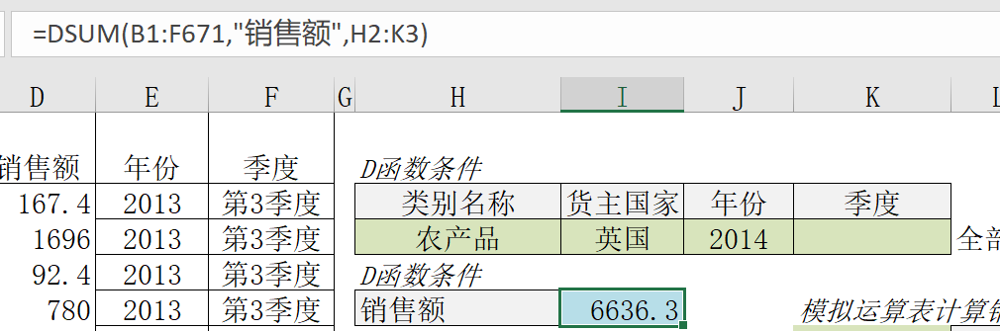 =DSUM(B1:F671,"销售额",H2:K3)
D E F G H I J K L
销售额 年份 季度 D函数条件
167.4 2013 第3季度 类别名称 货主国家 年份 季度
1696 2013 第3季度 农产品 英国 2014 全部
92.4 2013 第3季度 D函数条件
780 2013 第3季度 销售额 6636.3 模拟运算表计算